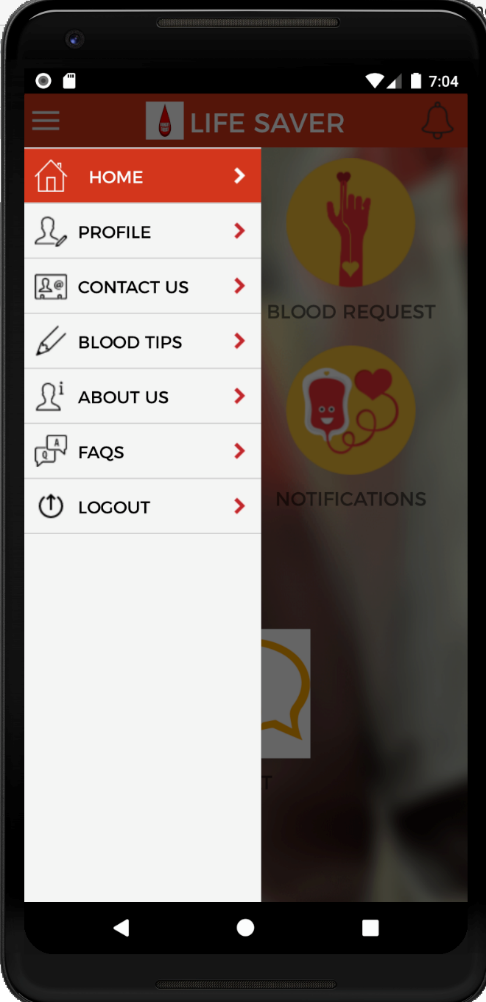 7:04
LIFE SAVER
HOME
PROFILE
CONTACT US
BLOOD TIPS
ABOUT US
FAQS
LOGOUT
BLOOD REQUEST
NOTIFICATIONS